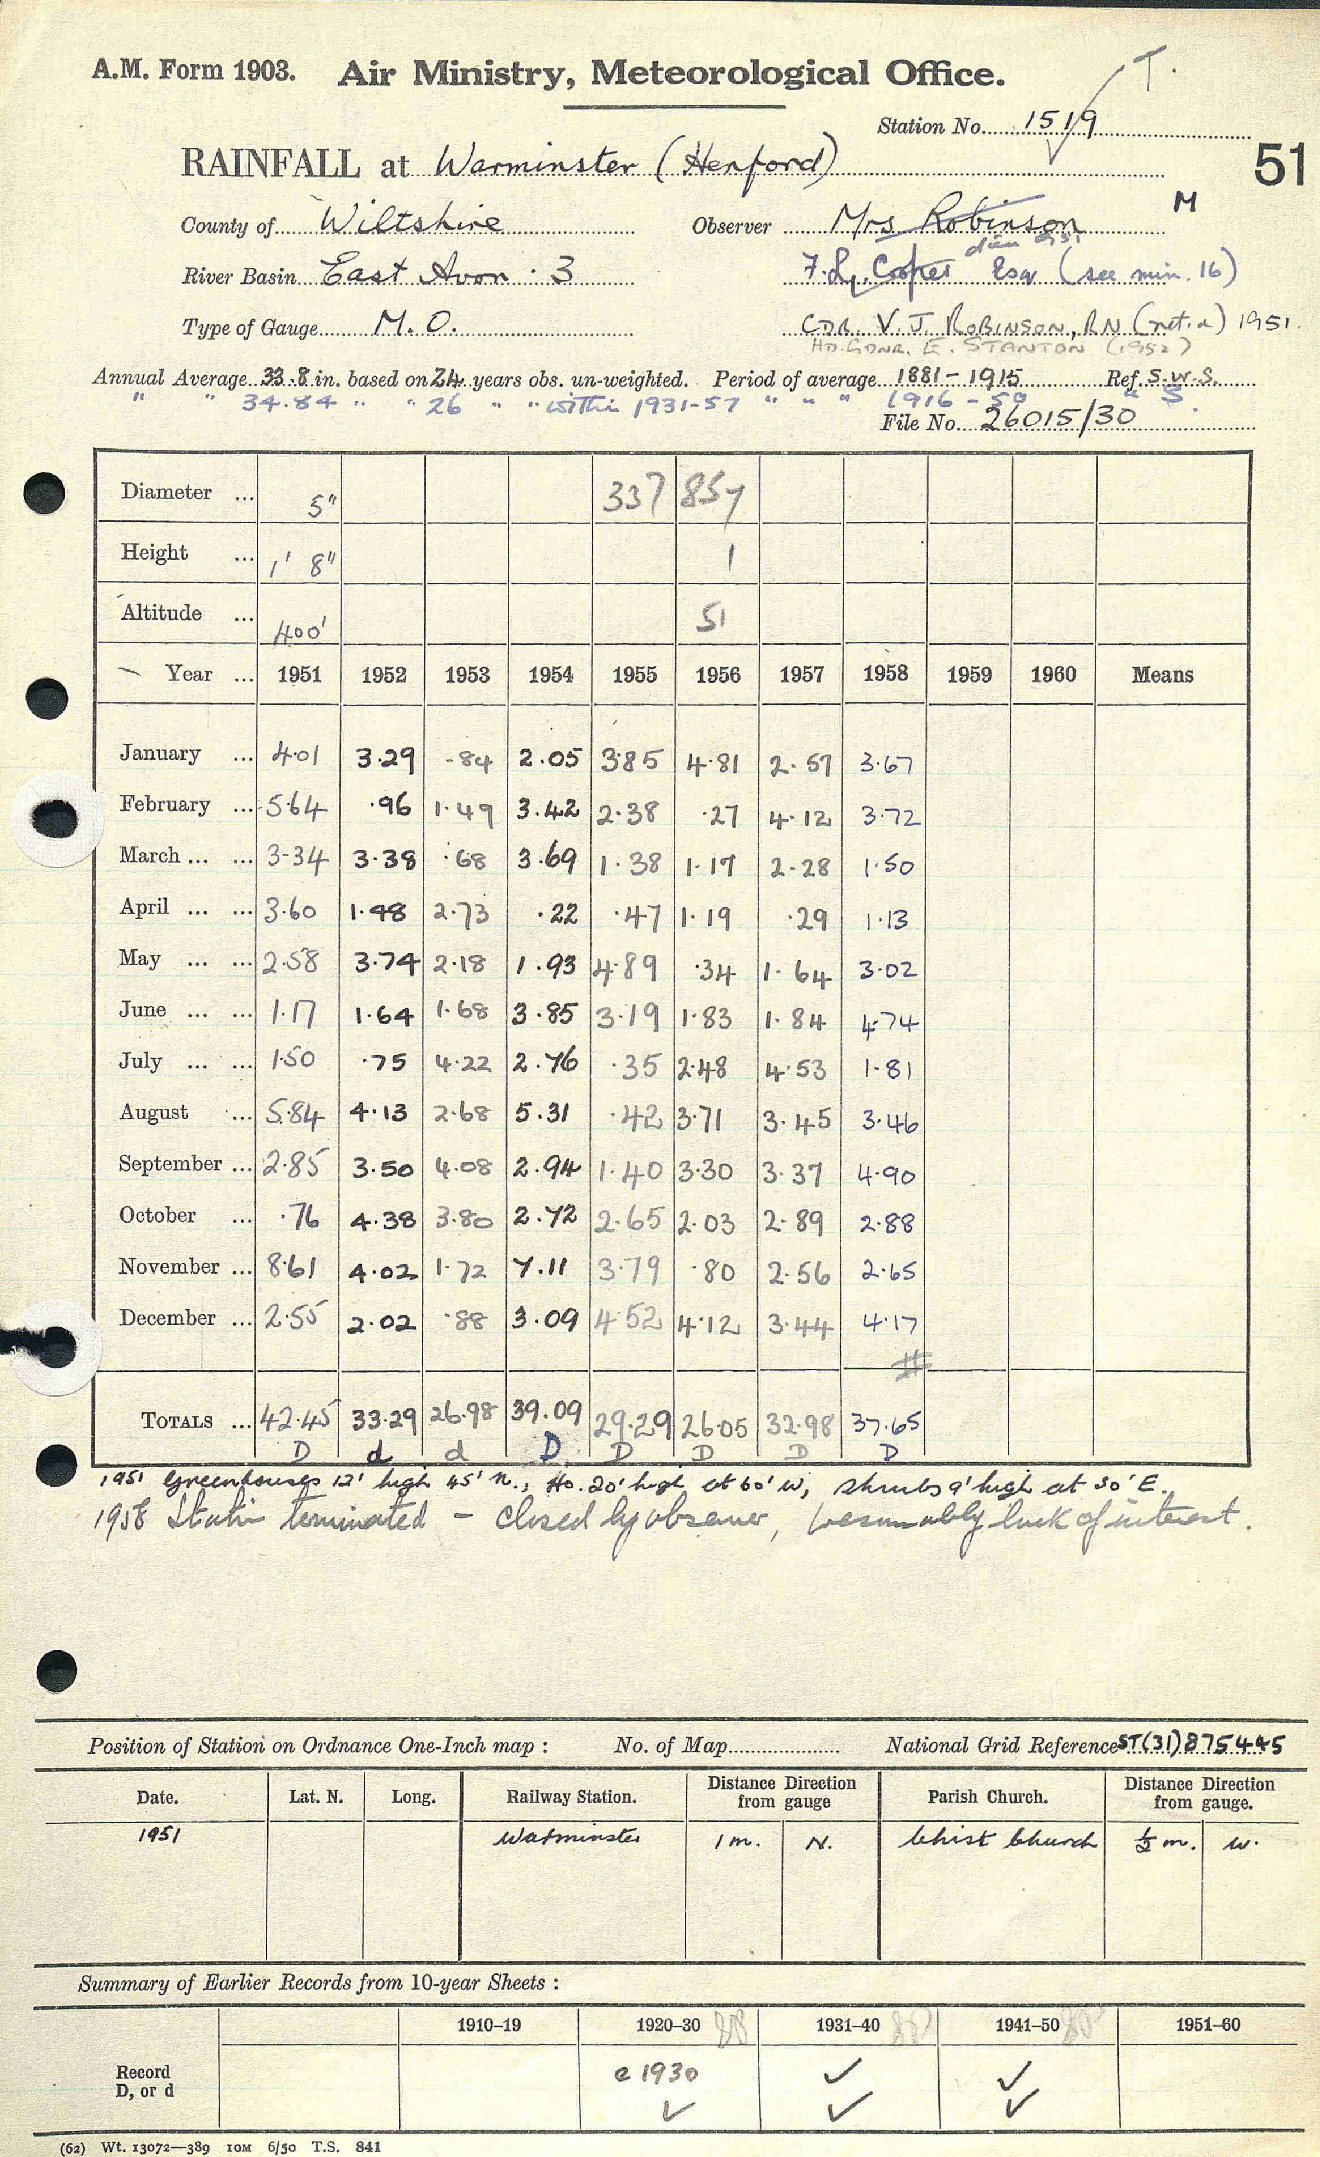 A.M. Form 1903. Air Ministry, Meteorological Office.
T.
Station No. 1519
RAINFALL at Warminster (Henford)
51
County of Wiltshire Observer Mrs Robinson M
River Basin East Avon . 3 F. L. Cooper Esq (see min. 16)
Type of Gauge M.O. CDR. V. J. ROBINSON, RN (ret.d) 1951.
HD. GDNR. E. STANTON (1952)
Annual Average 33.8 in. based on 24 years obs. un-weighted. Period of average 1881-1915 Ref S.W.S.
" " 34.84 " " 26 " " within 1931-57 " " " 1916-50 " S.
File No. 26015/30
Diameter ... 5" 337 857
Height ... 1' 8" 1
Altitude ... 400' 51
Year ... 1951 1952 1953 1954 1955 1956 1957 1958 1959 1960 Means
January ... 4.01 3.29 .84 2.05 3.85 4.81 2.57 3.67
February ... 5.64 .96 1.49 3.42 2.38 .27 4.12 3.72
March ... ... 3.34 3.38 .68 3.69 1.38 1.17 2.28 1.50
April ... ... 3.60 1.48 2.73 .22 .47 1.19 .29 1.13
May ... ... 2.58 3.74 2.18 1.93 4.89 .34 1.64 3.02
June ... ... 1.17 1.64 1.68 3.85 3.19 1.83 1.84 4.74
July ... ... 1.50 .75 4.22 2.76 .35 2.48 4.53 1.81
August ... 5.84 4.13 2.68 5.31 .42 3.71 3.45 3.46
September ... 2.85 3.50 4.08 2.94 1.40 3.30 3.37 4.90
October ... .76 4.38 3.80 2.72 2.65 2.03 2.89 2.88
November ... 8.61 4.02 1.72 7.11 3.79 .80 2.56 2.65
December ... 2.55 2.02 .88 3.09 4.52 4.12 3.44 4.17
#
TOTALS ... 42.45 33.29 26.98 39.09 29.29 26.05 32.98 37.65
D d d D D D D D
1951 Greenhouses 12' high 45' N., Ho. 20' high at 60' W, shrubs 9' high at 30' E.
1958 Station terminated - closed by observer, presumably lack of interest.
Position of Station on Ordnance One-Inch map : No. of Map National Grid Reference ST(31)875445
Date. Lat. N. Long. Railway Station. Distance Direction from gauge Parish Church. Distance Direction from gauge.
1951 Warminster 1 m. N. Christ Church ½ m. W.
Summary of Earlier Records from 10-year Sheets :
1910-19 1920-30 1931-40 1941-50 1951-60
Record D, or d c 1930 ✓ ✓
✓ ✓ ✓
(62) Wt. 13072—389 10M 6/50 T.S. 841